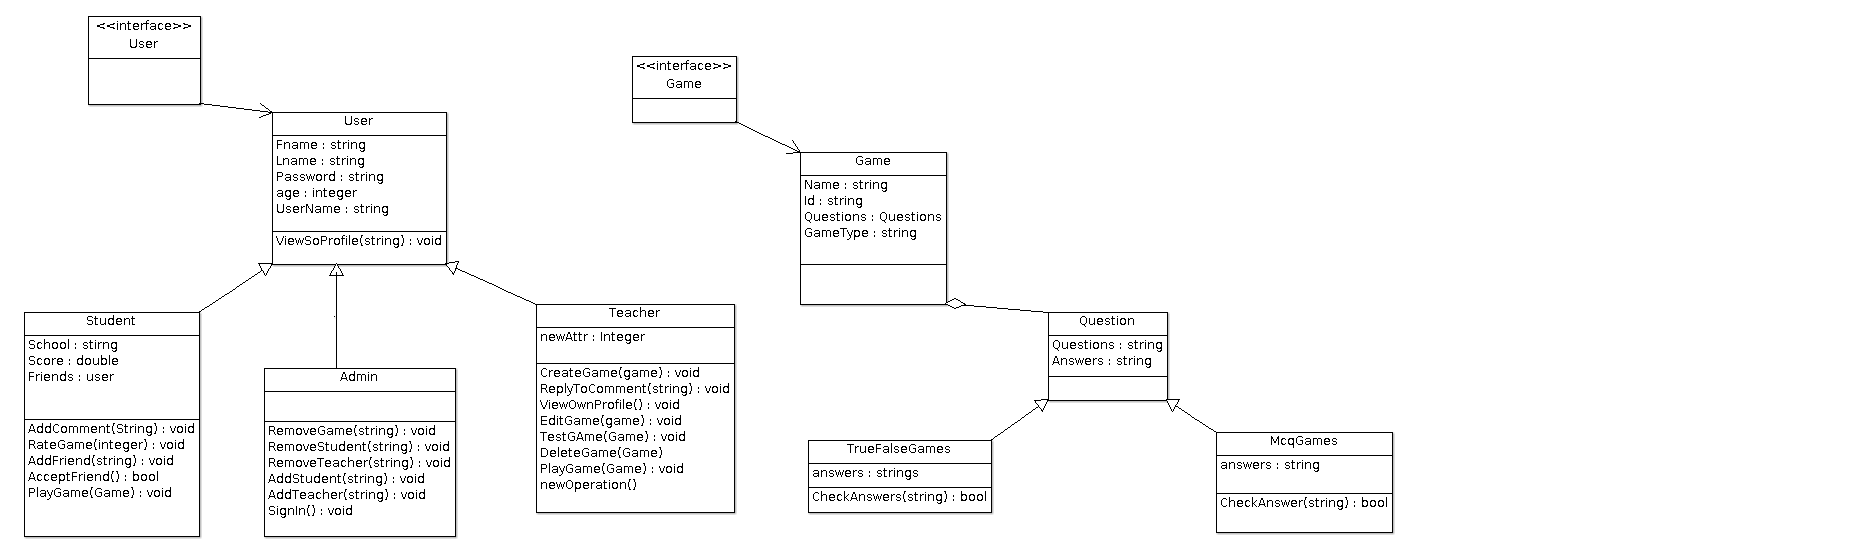 <<interface>>
User
User
Fname : string
Lname : string
Password : string
age : integer
UserName : string
ViewSoProfile(string) : void
Student
School : stirng
Score : double
Friends : user
AddComment(String) : void
RateGame(integer) : void
AddFriend(string) : void
AcceptFriend() : bool
PlayGame(Game) : void
Admin
RemoveGame(string) : void
RemoveStudent(string) : void
RemoveTeacher(string) : void
AddStudent(string) : void
AddTeacher(string) : void
SignIn() : void
Teacher
newAttr : Integer
CreateGame(game) : void
ReplyToComment(string) : void
ViewOwnProfile() : void
EditGame(game) : void
TestGAme(Game) : void
DeleteGame(Game)
PlayGame(Game) : void
newOperation()
<<interface>>
Game
Game
Name : string
Id : string
Questions : Questions
GameType : string
Question
Questions : string
Answers : string
TrueFalseGames
answers : strings
CheckAnswers(string) : bool
McqGames
answers : string
CheckAnswer(string) : bool